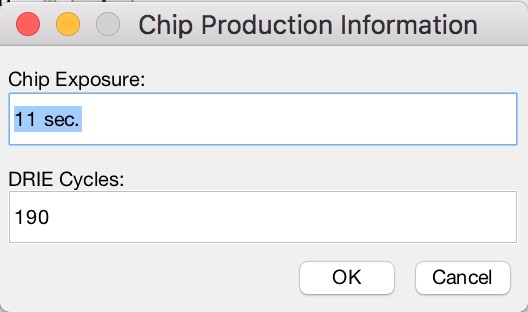 Chip Production Information
Chip Exposure:
11 sec.
DRIE Cycles:
190
OK Cancel